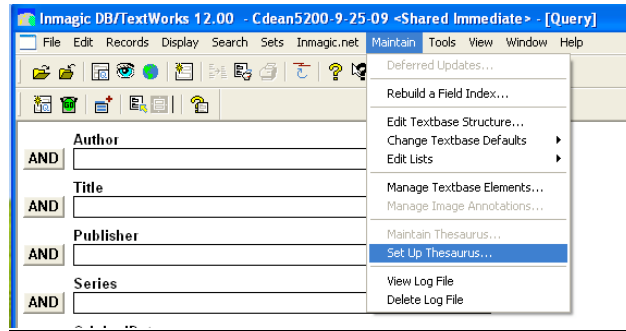 Inmagic DB/TextWorks 12.00 - Cdean5200-9-25-09 <Shared Immediate> - [Query]
File Edit Records Display Search Sets Inmagic.net Maintain Tools View Window Help
Deferred Updates...
Rebuild a Field Index...
Edit Textbase Structure...
Change Textbase Defaults
Edit Lists
Manage Textbase Elements...
Manage Image Annotations...
Maintain Thesaurus...
Set Up Thesaurus...
View Log File
Delete Log File
Author
AND
Title
AND
Publisher
AND
Series
AND